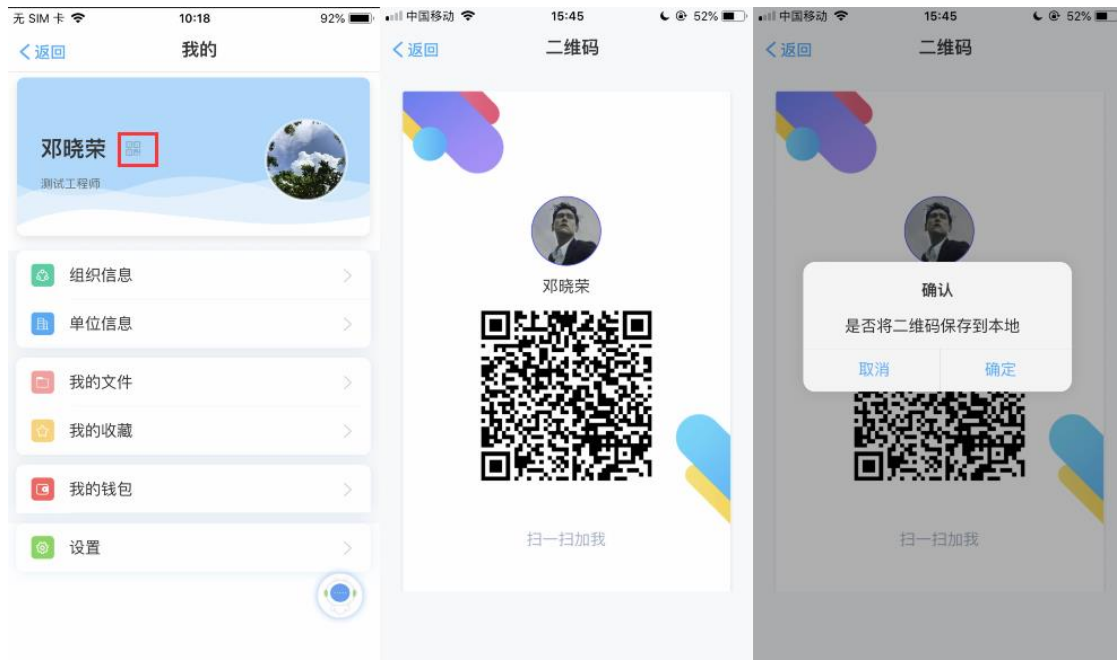 无 SIM 卡 10:18 92%
返回 我的
邓晓荣
测试工程师
组织信息
单位信息
我的文件
我的收藏
我的钱包
设置
中国移动 15:45 52%
返回 二维码
邓晓荣
扫一扫加我
中国移动 15:45 52%
返回 二维码
确认
是否将二维码保存到本地
取消 确定
扫一扫加我